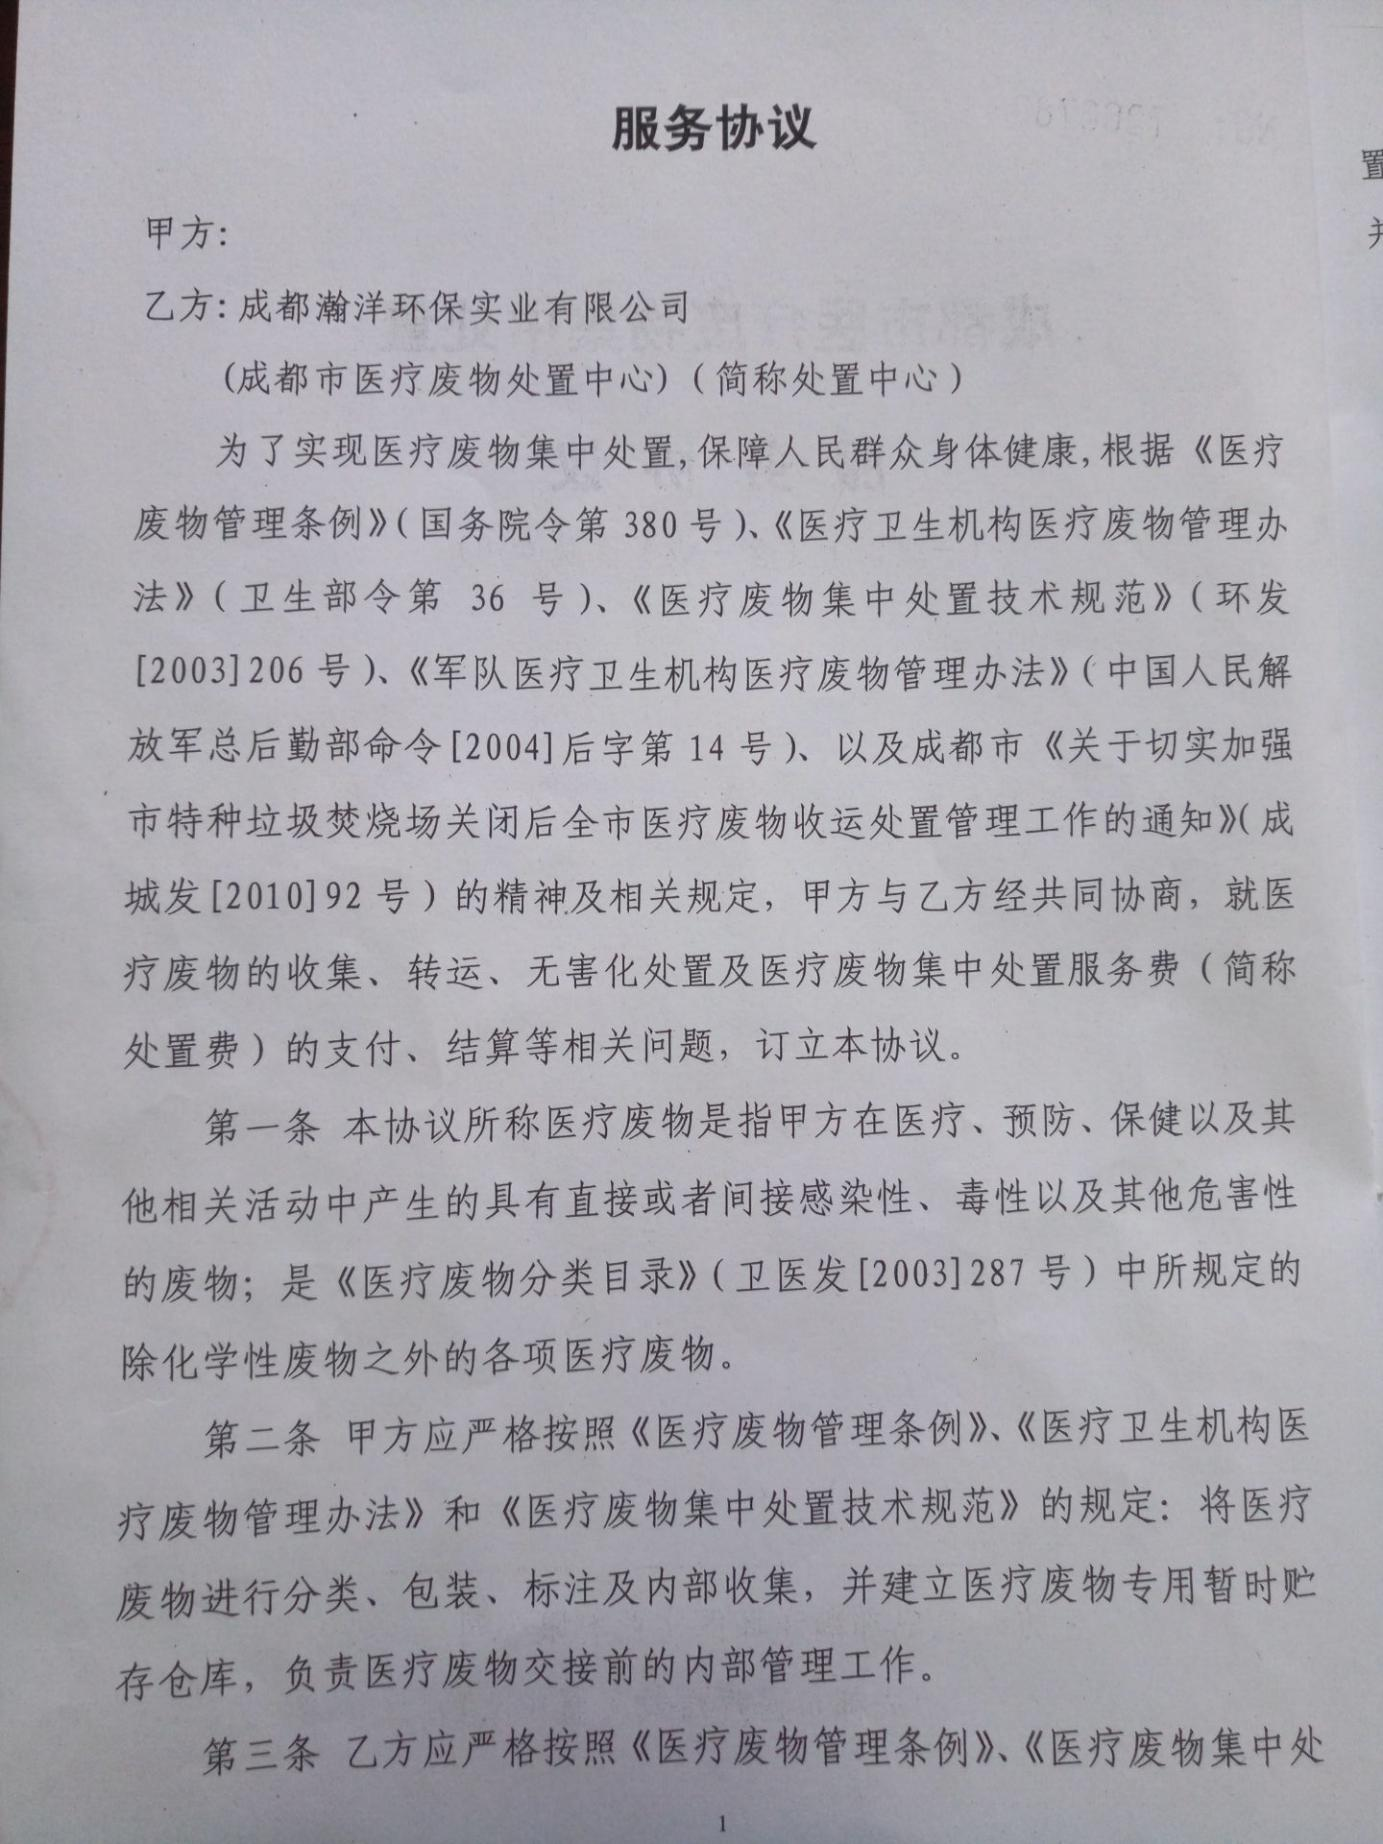 服务协议
甲方：
乙方：成都瀚洋环保实业有限公司
(成都市医疗废物处置中心)（简称处置中心）
为了实现医疗废物集中处置，保障人民群众身体健康，根据《医疗
废物管理条例》（国务院令第 380 号）、《医疗卫生机构医疗废物管理办
法》（卫生部令第 36 号）、《医疗废物集中处置技术规范》（环发
[2003]206 号）、《军队医疗卫生机构医疗废物管理办法》（中国人民解
放军总后勤部命令[2004]后字第 14 号）、以及成都市《关于切实加强
市特种垃圾焚烧场关闭后全市医疗废物收运处置管理工作的通知》（成
城发[2010]92 号）的精神及相关规定，甲方与乙方经共同协商，就医
疗废物的收集、转运、无害化处置及医疗废物集中处置服务费（简称
处置费）的支付、结算等相关问题，订立本协议。
第一条 本协议所称医疗废物是指甲方在医疗、预防、保健以及其
他相关活动中产生的具有直接或者间接感染性、毒性以及其他危害性
的废物；是《医疗废物分类目录》（卫医发[2003]287 号）中所规定的
除化学性废物之外的各项医疗废物。
第二条 甲方应严格按照《医疗废物管理条例》、《医疗卫生机构医
疗废物管理办法》和《医疗废物集中处置技术规范》的规定：将医疗
废物进行分类、包装、标注及内部收集，并建立医疗废物专用暂时贮
存仓库，负责医疗废物交接前的内部管理工作。
第三条 乙方应严格按照《医疗废物管理条例》、《医疗废物集中处
1
置
并